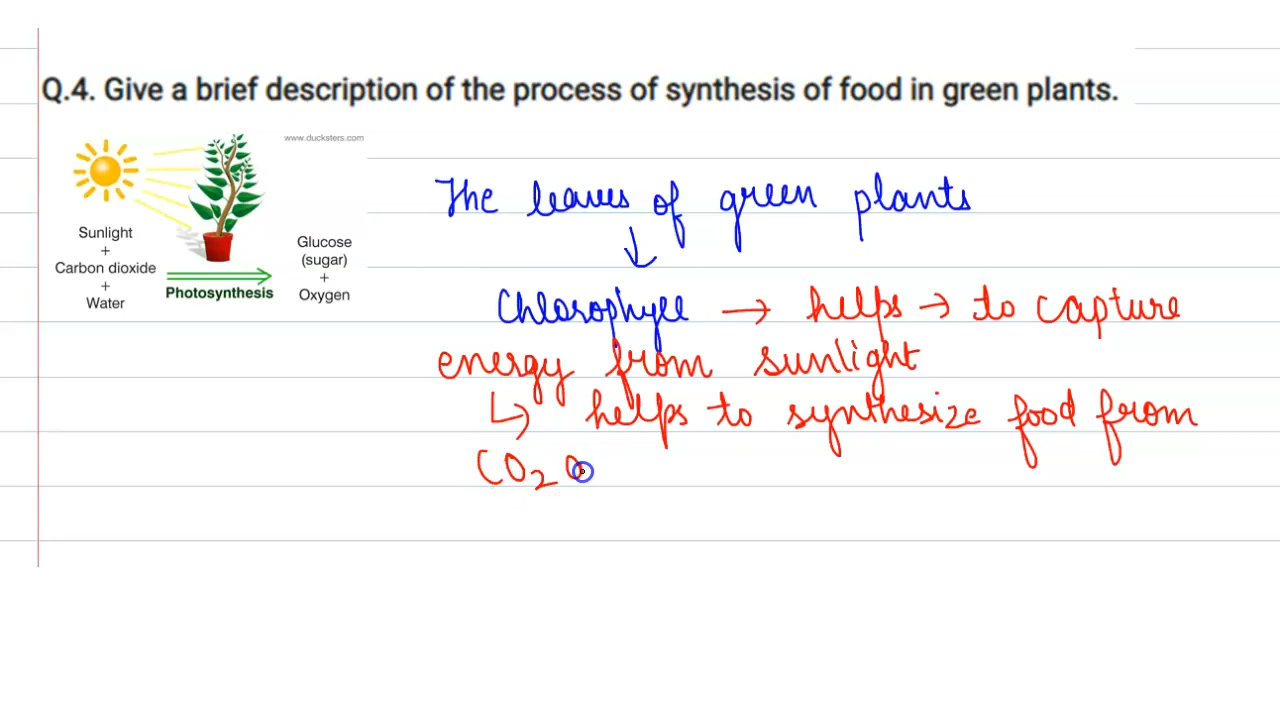 Q.4. Give a brief description of the process of synthesis of food in green plants.
www.ducksters.com
Sunlight
+
Carbon dioxide
+
Water
Photosynthesis
Glucose
(sugar)
+
Oxygen
The leaves of green plants
↓
Chlorophyll → helps → to capture
energy from sunlight
↳ helps to synthesize food from
CO2